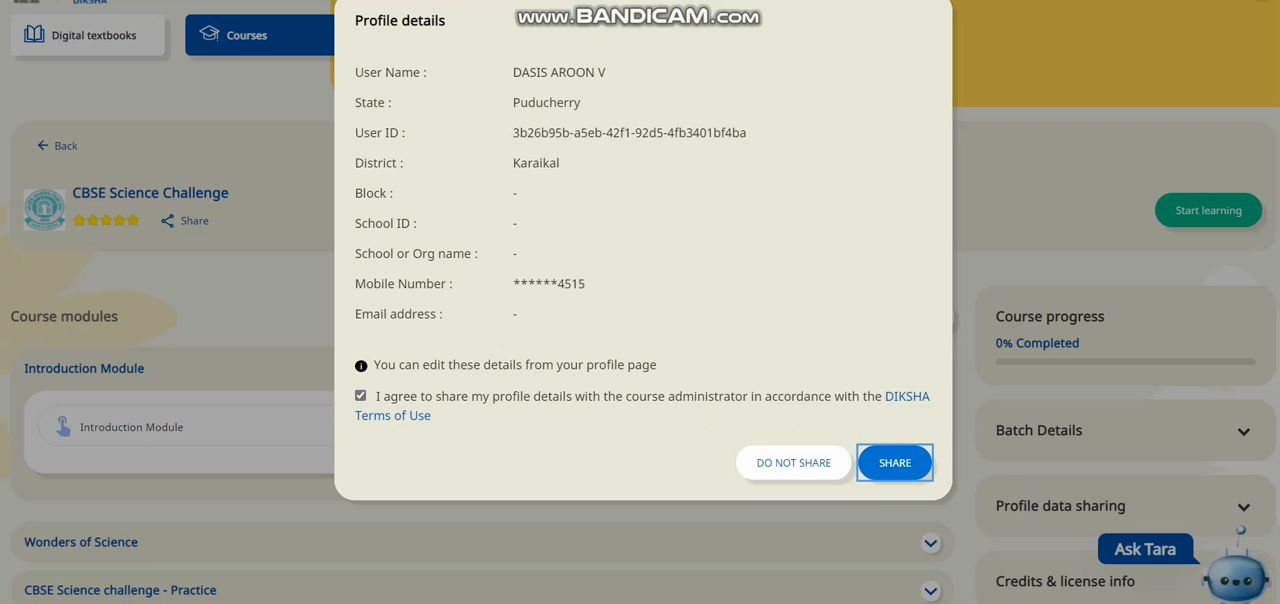 DIKSHA
Digital textbooks
Courses
Profile details
www.BANDICAM.com
User Name : DASIS AROON V
State : Puducherry
User ID : 3b26b95b-a5eb-42f1-92d5-4fb3401bf4ba
District : Karaikal
Block : -
School ID : -
School or Org name : -
Mobile Number : ******4515
Email address : -
You can edit these details from your profile page
I agree to share my profile details with the course administrator in accordance with the DIKSHA
Terms of Use
DO NOT SHARE
SHARE
Back
CBSE Science Challenge
Share
Start learning
Course modules
Introduction Module
Introduction Module
Wonders of Science
CBSE Science challenge - Practice
Course progress
0% Completed
Batch Details
Profile data sharing
Ask Tara
Credits & license info